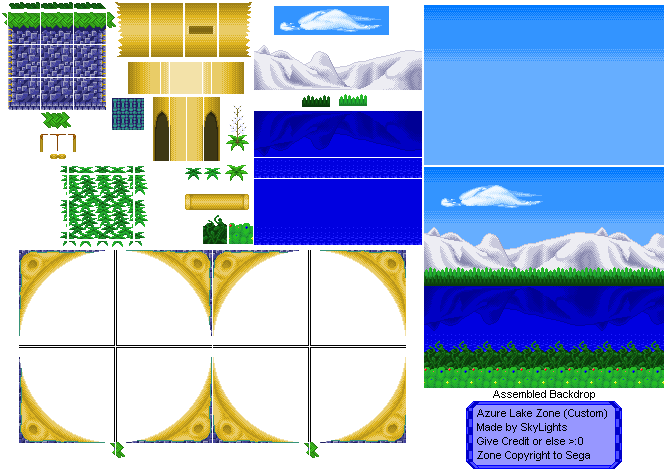 Assembled Backdrop
Azure Lake Zone (Custom)
Made by SkyLights
Give Credit or else >:0
Zone Copyright to Sega